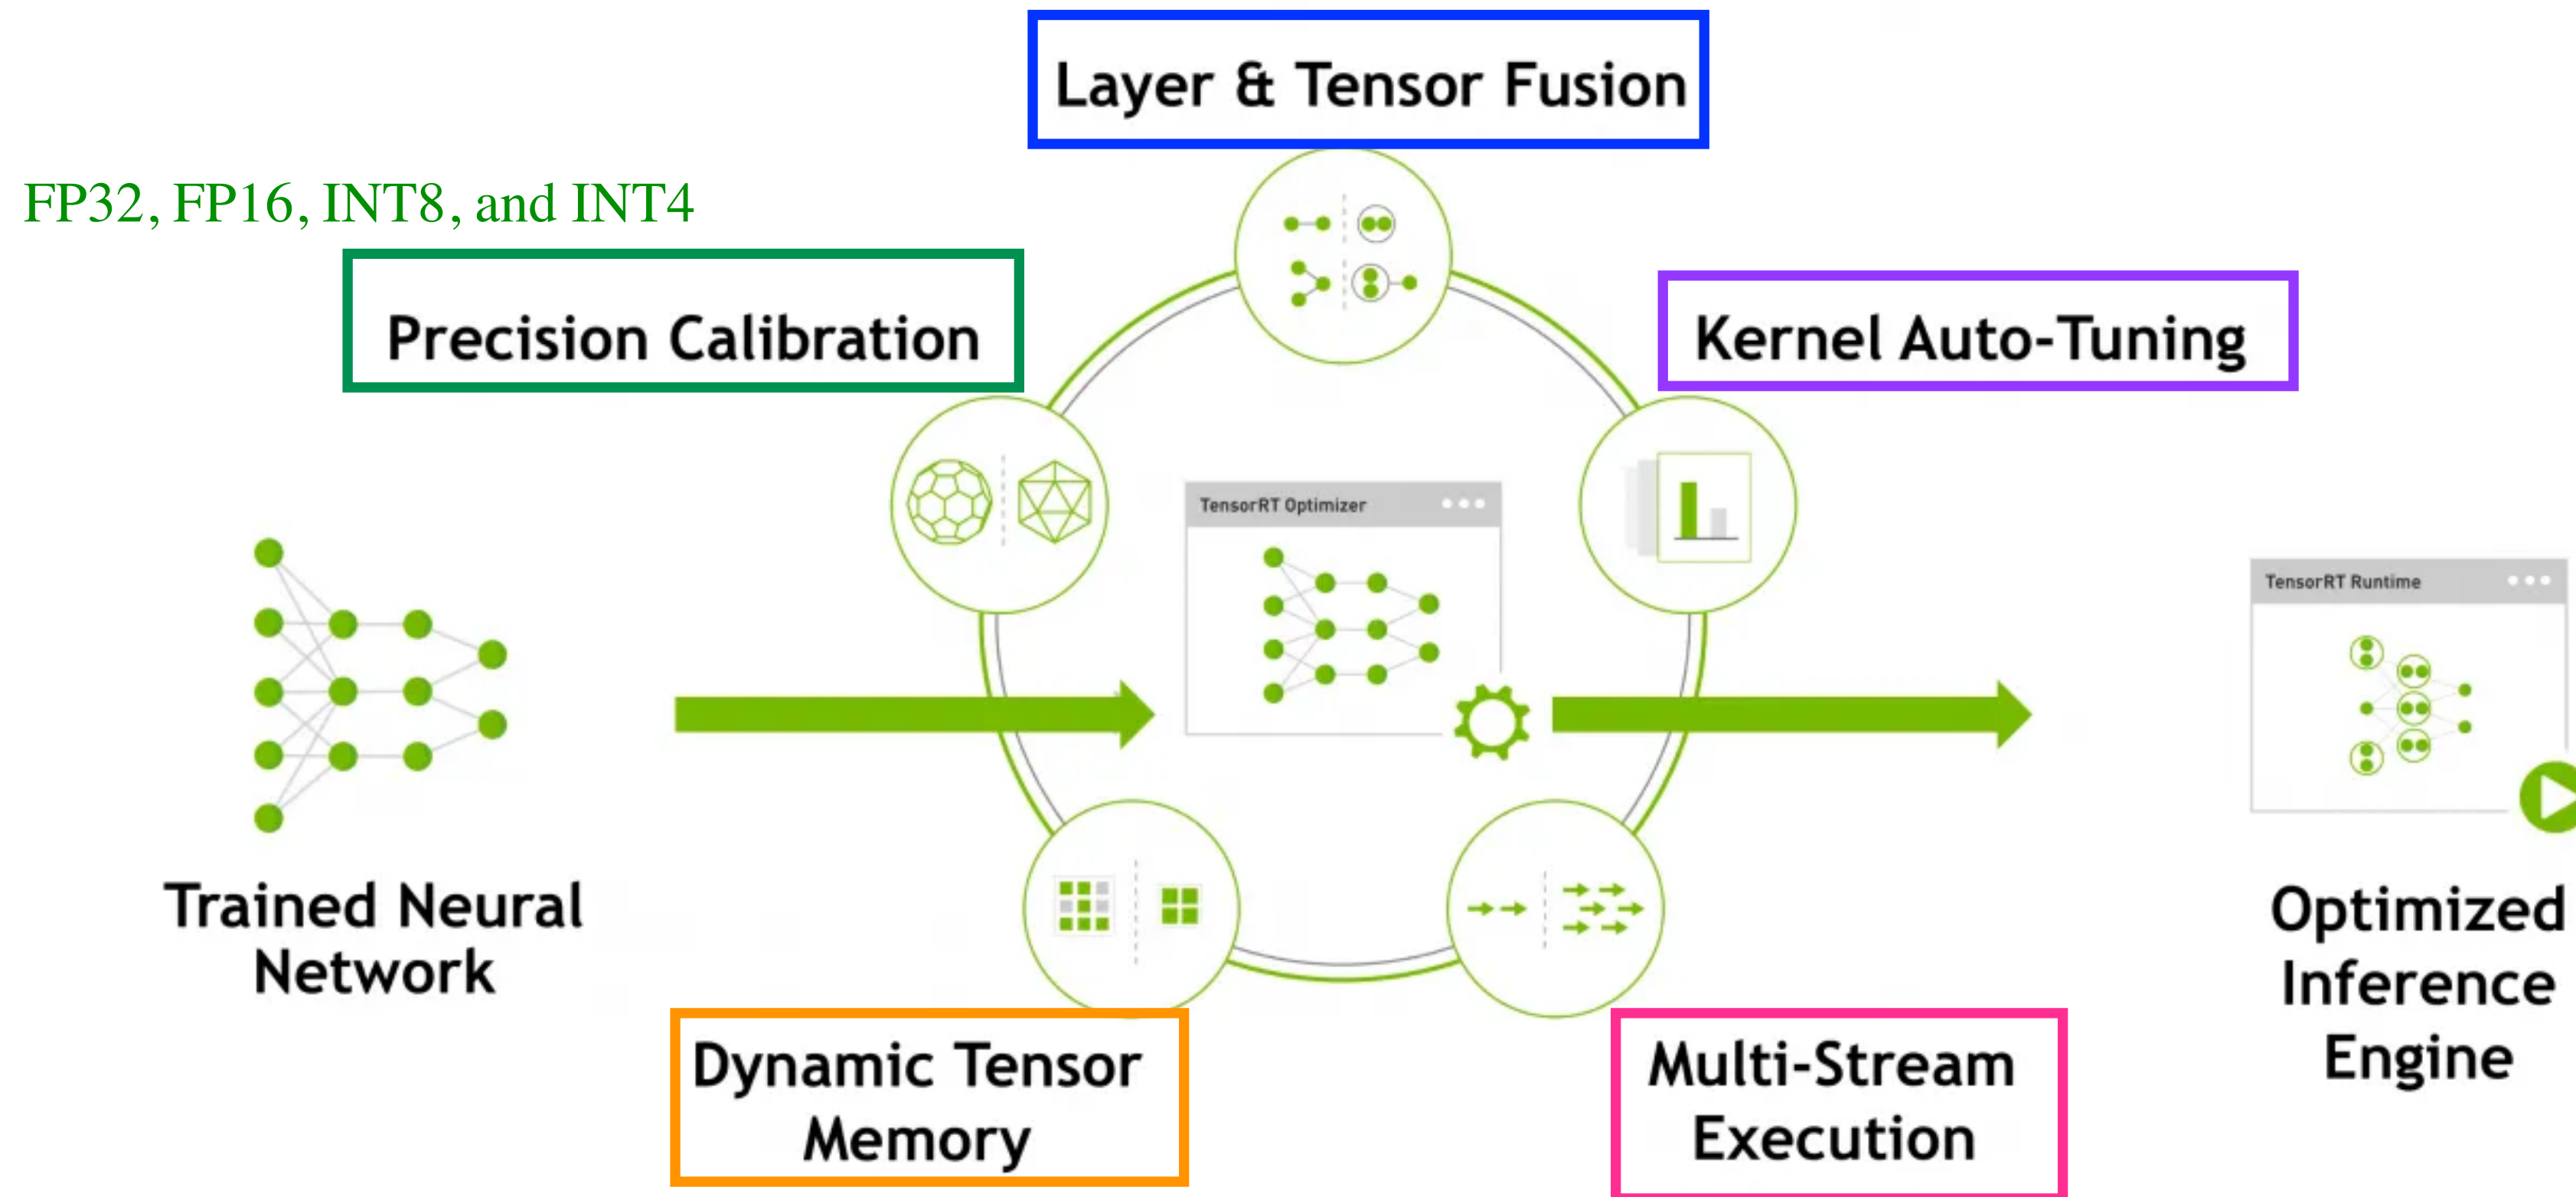 Layer & Tensor Fusion
FP32, FP16, INT8, and INT4
Precision Calibration
Kernel Auto-Tuning
TensorRT Optimizer
TensorRT Runtime
Trained Neural
Network
Optimized
Inference
Engine
Dynamic Tensor
Memory
Multi-Stream
Execution